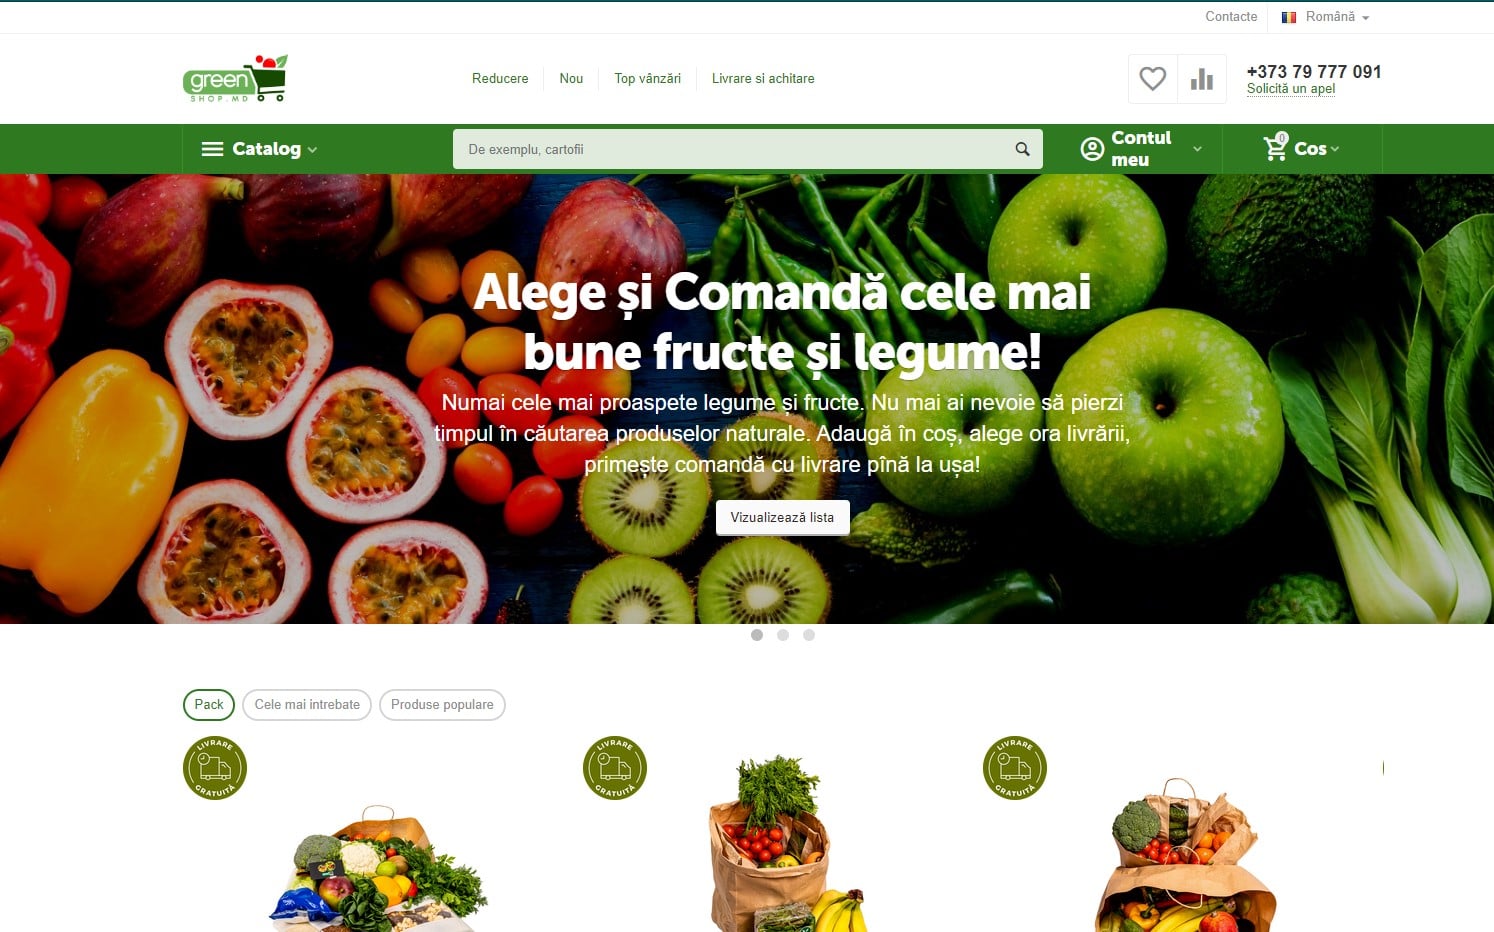 Contacte
Română
green
SHOP.MD
Reducere
Nou
Top vânzări
Livrare si achitare
+373 79 777 091
Solicită un apel
Catalog
De exemplu, cartofii
Contul
meu
0
Cos
Alege și Comandă cele mai
bune fructe și legume!
Numai cele mai proaspete legume și fructe. Nu mai ai nevoie să pierzi
timpul în căutarea produselor naturale. Adaugă în coș, alege ora livrării,
primește comandă cu livrare pînă la ușa!
Vizualizează lista
Pack
Cele mai intrebate
Produse populare
LIVRARE
GRATUITĂ
LIVRARE
GRATUITĂ
LIVRARE
GRATUITĂ